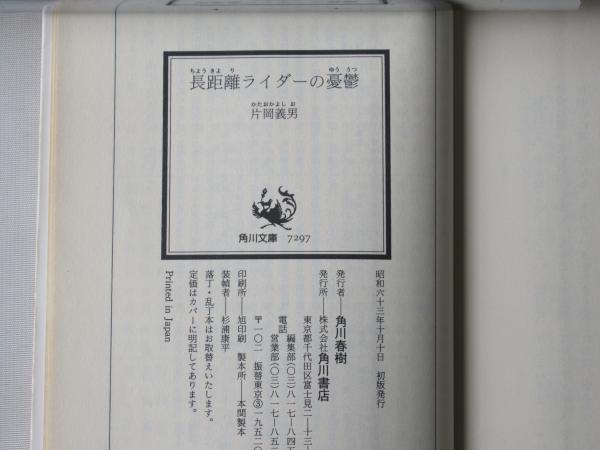 ちょうきょり
長距離ライダーの憂鬱
ゆううつ
かたおかよしお
片岡義男
角川文庫 7297
昭和六十三年十月十日 初版発行
発行者──角川春樹
発行所──株式会社角川書店
東京都千代田区富士見二─十三─
電話 編集部(〇三)八一七─八四五
営業部(〇三)八一七─八五二
〒一〇二 振替東京③一九五二〇
印刷所──旭印刷 製本所──本間製本
装幀者──杉浦康平
落丁・乱丁本はお取替えいたします。
定価はカバーに明記してあります。
Printed in Japan